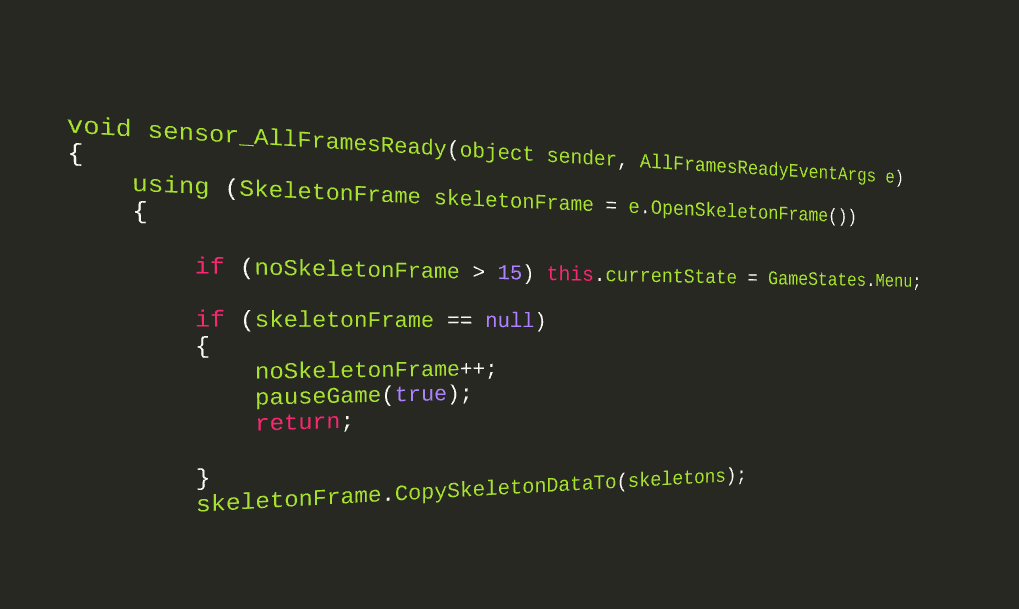 void sensor_AllFramesReady(object sender, AllFramesReadyEventArgs e)
{
using (SkeletonFrame skeletonFrame = e.OpenSkeletonFrame())
{
if (noSkeletonFrame > 15) this.currentState = GameStates.Menu;
if (skeletonFrame == null)
{
noSkeletonFrame++;
pauseGame(true);
return;
}
skeletonFrame.CopySkeletonDataTo(skeletons);